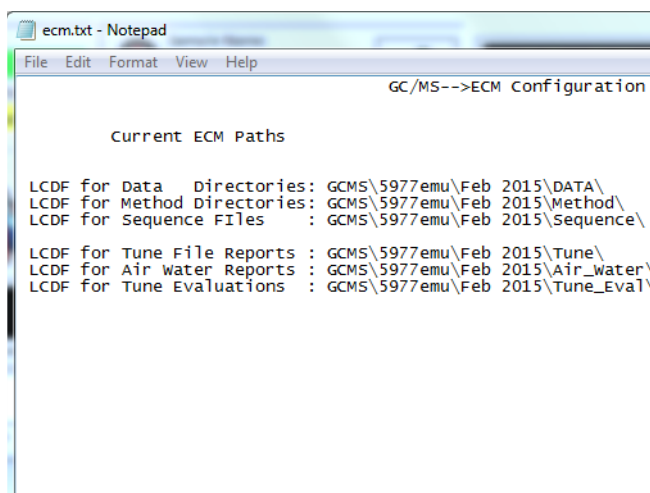 ecm.txt - Notepad
File Edit Format View Help
GC/MS-->ECM Configuration
Current ECM Paths
LCDF for Data   Directories: GCMS\5977emu\Feb 2015\DATA\
LCDF for Method Directories: GCMS\5977emu\Feb 2015\Method\
LCDF for Sequence FIles    : GCMS\5977emu\Feb 2015\Sequence\
LCDF for Tune File Reports : GCMS\5977emu\Feb 2015\Tune\
LCDF for Air Water Reports : GCMS\5977emu\Feb 2015\Air_Water\
LCDF for Tune Evaluations  : GCMS\5977emu\Feb 2015\Tune_Eval\